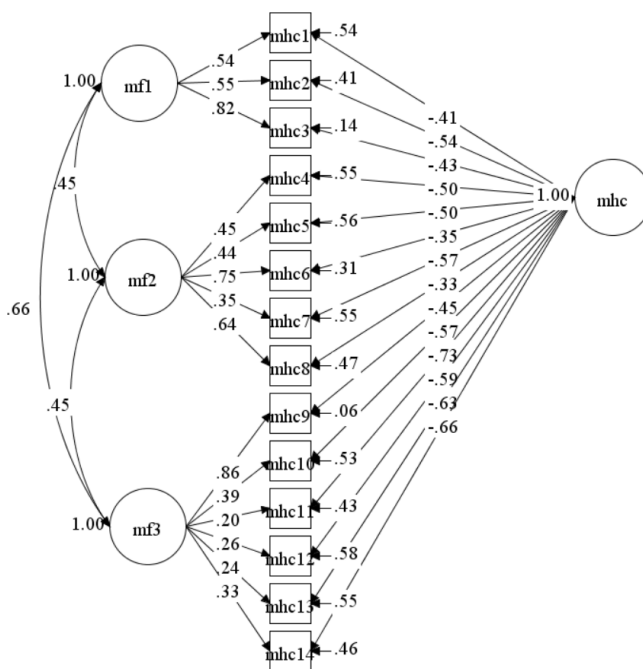 mhc1
.54
1.00
mf1
.54
.55
.82
mhc2
.41
mhc3
.14
-.41
-.54
-.43
mhc4
.55
-.50
1.00
mhc
.45
mhc5
.56
-.50
.45
.44
mhc6
.31
-.35
1.00
mf2
.75
.35
mhc7
.55
-.57
.66
.64
mhc8
.47
-.33
-.45
mhc9
.06
-.57
-.73
.45
-.59
-.63
-.66
mhc10
.53
.86
.39
mhc11
.43
1.00
mf3
.20
.26
mhc12
.58
.24
mhc13
.55
.33
mhc14
.46